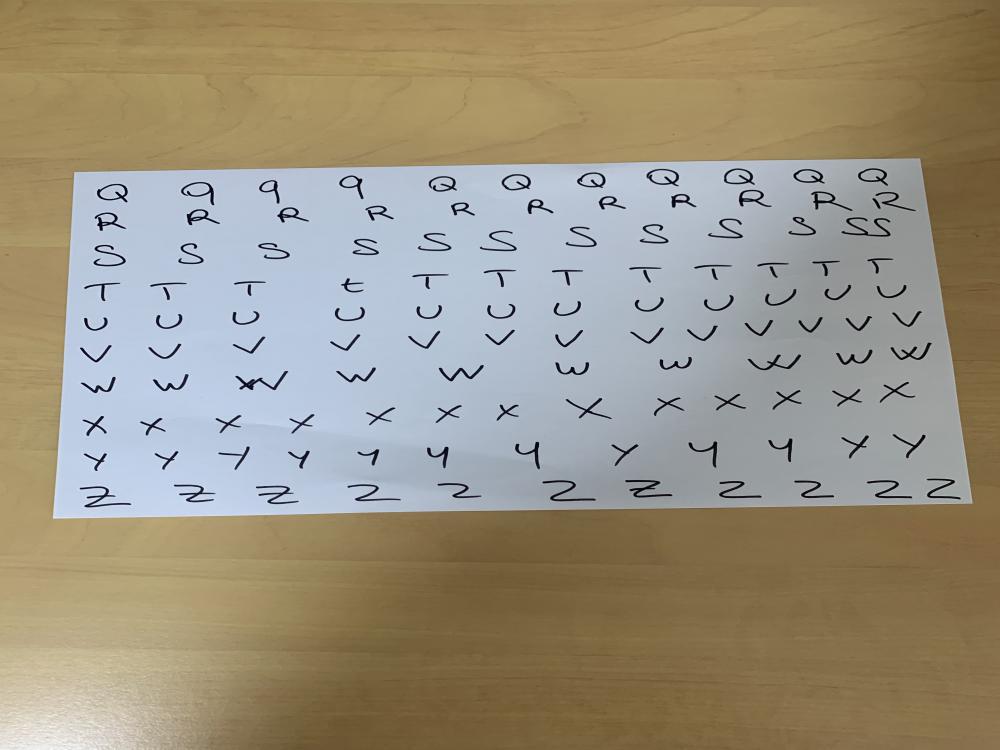 Q q q q Q Q Q Q Q Q Q
R R R R R R R R R R R
S S S S S S S S S S SS
T T T t T T T T T T T T
U U U U U U U U U U U U
V V V V V V V V V V V V V
W W W W W W W W W W
X X X X X X X X X X X X X
Y Y Y Y Y Y Y Y Y Y Y Y
Z Z Z Z Z Z Z Z Z Z Z